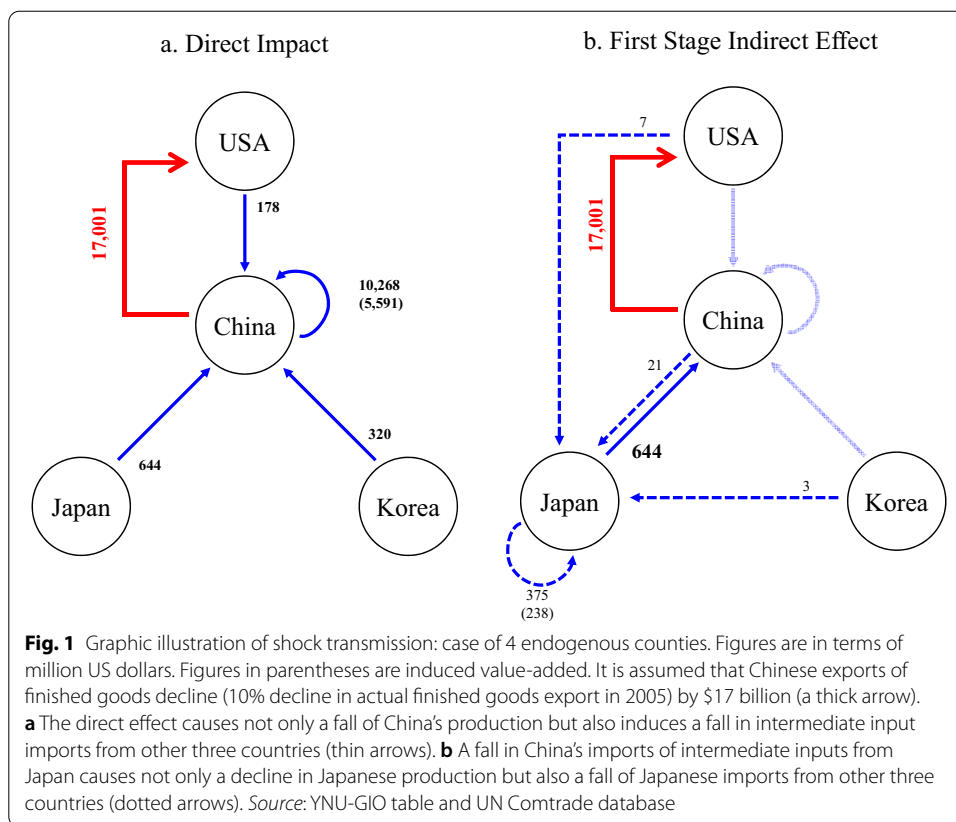 a. Direct Impact
USA
17,001
178
China
10,268
(5,591)
644
Japan
320
Korea
b. First Stage Indirect Effect
7
USA
17,001
China
21
644
Japan
3
Korea
375
(238)
Fig. 1 Graphic illustration of shock transmission: case of 4 endogenous counties. Figures are in terms of
million US dollars. Figures in parentheses are induced value-added. It is assumed that Chinese exports of
finished goods decline (10% decline in actual finished goods export in 2005) by $17 billion (a thick arrow).
a The direct effect causes not only a fall of China's production but also induces a fall in intermediate input
imports from other three countries (thin arrows). b A fall in China's imports of intermediate inputs from
Japan causes not only a decline in Japanese production but also a fall of Japanese imports from other three
countries (dotted arrows). Source: YNU-GIO table and UN Comtrade database